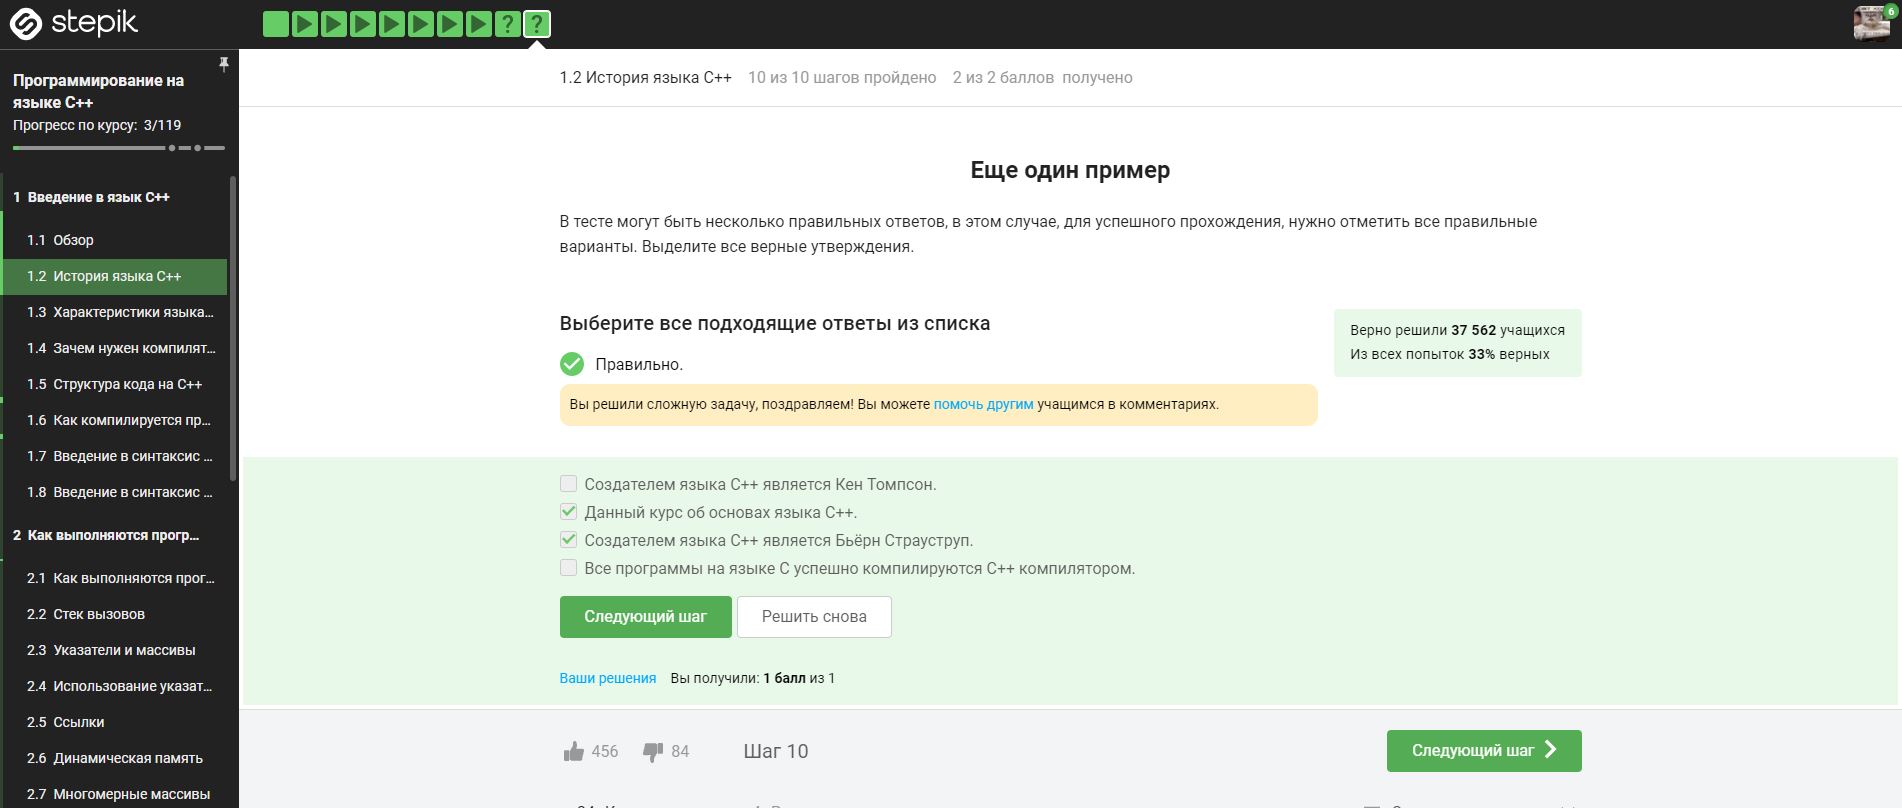 stepik
? ?
6
Программирование на
языке C++
Прогресс по курсу: 3/119
1 Введение в язык C++
1.1 Обзор
1.2 История языка C++
1.3 Характеристики языка...
1.4 Зачем нужен компилят...
1.5 Структура кода на C++
1.6 Как компилируется пр...
1.7 Введение в синтаксис ...
1.8 Введение в синтаксис ...
2 Как выполняются прогр...
2.1 Как выполняются прог...
2.2 Стек вызовов
2.3 Указатели и массивы
2.4 Использование указат...
2.5 Ссылки
2.6 Динамическая память
2.7 Многомерные массивы
1.2 История языка C++ 10 из 10 шагов пройдено 2 из 2 баллов получено
Еще один пример
В тесте могут быть несколько правильных ответов, в этом случае, для успешного прохождения, нужно отметить все правильные
варианты. Выделите все верные утверждения.
Выберите все подходящие ответы из списка
Верно решили 37 562 учащихся
Из всех попыток 33% верных
Правильно.
Вы решили сложную задачу, поздравляем! Вы можете помочь другим учащимся в комментариях.
Создателем языка C++ является Кен Томпсон.
Данный курс об основах языка C++.
Создателем языка C++ является Бьёрн Страуструп.
Все программы на языке C успешно компилируются C++ компилятором.
Следующий шаг Решить снова
Ваши решения Вы получили: 1 балл из 1
456 84 Шаг 10 Следующий шаг